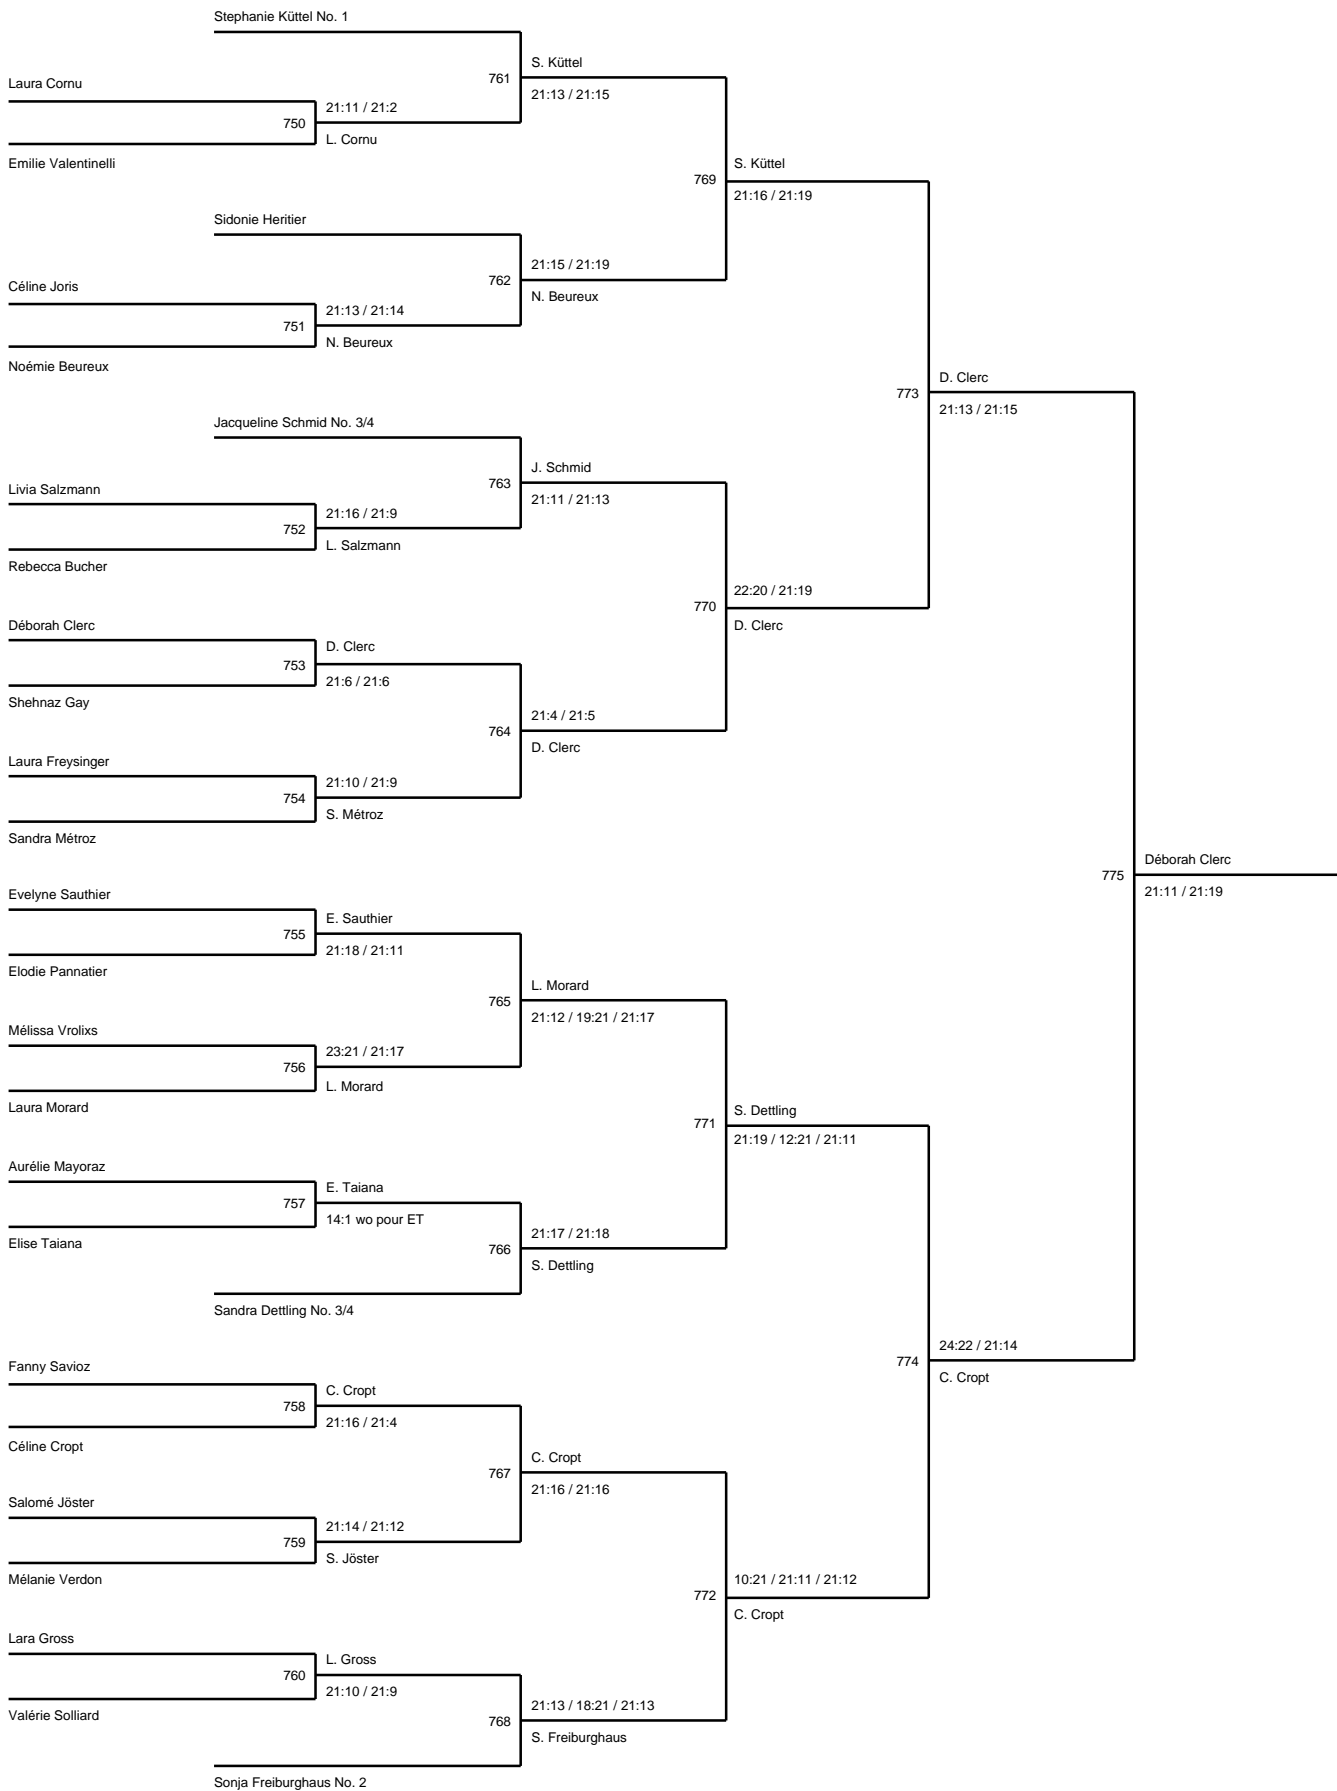 Stephanie Küttel No. 1
761
S. Küttel
21:13 / 21:15
Laura Cornu
750
21:11 / 21:2
L. Cornu
Emilie Valentinelli
769
S. Küttel
21:16 / 21:19
Sidonie Heritier
762
21:15 / 21:19
N. Beureux
Céline Joris
751
21:13 / 21:14
N. Beureux
Noémie Beureux
773
D. Clerc
21:13 / 21:15
Jacqueline Schmid No. 3/4
763
J. Schmid
21:11 / 21:13
Livia Salzmann
752
21:16 / 21:9
L. Salzmann
Rebecca Bucher
770
22:20 / 21:19
D. Clerc
Déborah Clerc
753
D. Clerc
21:6 / 21:6
Shehnaz Gay
764
21:4 / 21:5
D. Clerc
Laura Freysinger
754
21:10 / 21:9
S. Métroz
Sandra Métroz
775
Déborah Clerc
21:11 / 21:19
Evelyne Sauthier
755
E. Sauthier
21:18 / 21:11
Elodie Pannatier
765
L. Morard
21:12 / 19:21 / 21:17
Mélissa Vrolixs
756
23:21 / 21:17
L. Morard
Laura Morard
771
S. Dettling
21:19 / 12:21 / 21:11
Aurélie Mayoraz
757
E. Taiana
14:1 wo pour ET
Elise Taiana
766
21:17 / 21:18
S. Dettling
Sandra Dettling No. 3/4
774
24:22 / 21:14
C. Cropt
Fanny Savioz
758
C. Cropt
21:16 / 21:4
Céline Cropt
767
C. Cropt
21:16 / 21:16
Salomé Jöster
759
21:14 / 21:12
S. Jöster
Mélanie Verdon
772
10:21 / 21:11 / 21:12
C. Cropt
Lara Gross
760
L. Gross
21:10 / 21:9
Valérie Solliard
768
21:13 / 18:21 / 21:13
S. Freiburghaus
Sonja Freiburghaus No. 2